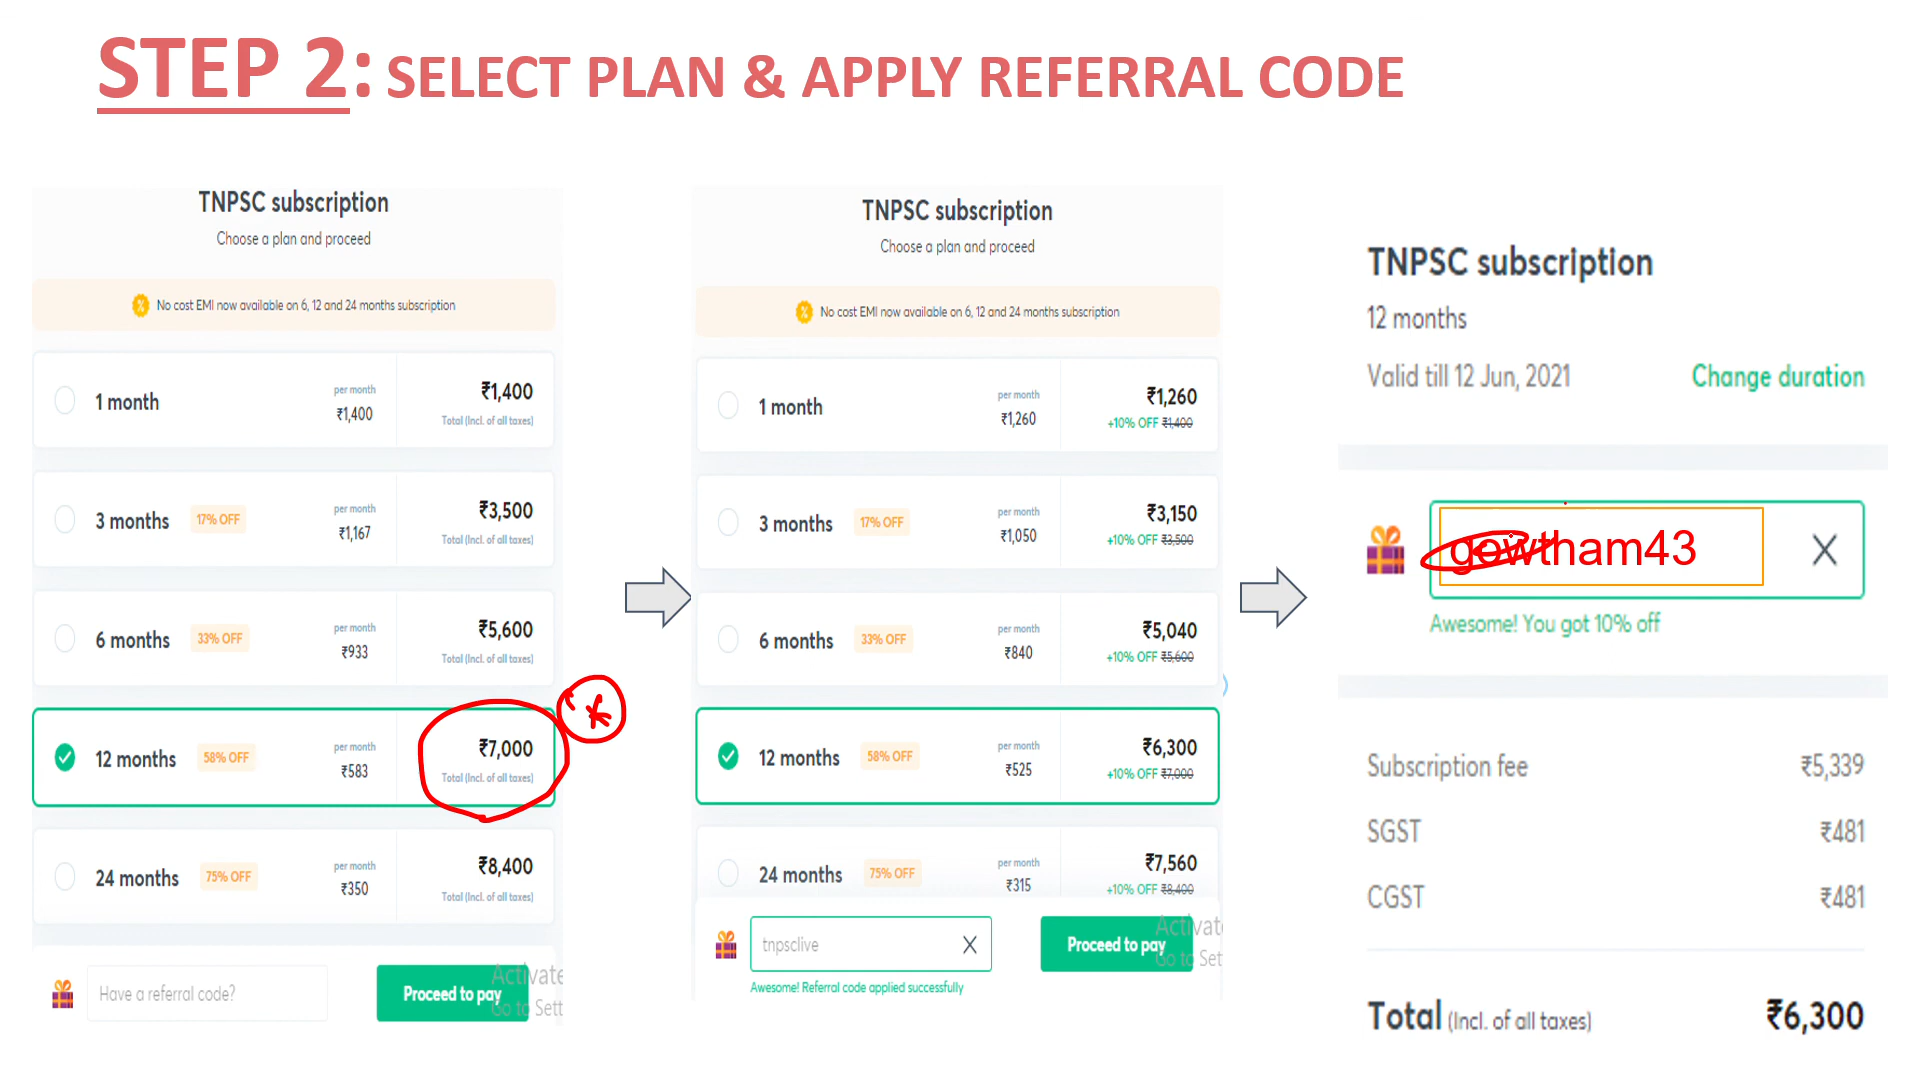 STEP 2: SELECT PLAN & APPLY REFERRAL CODE
TNPSC subscription
Choose a plan and proceed
No cost EMI now available on 6, 12 and 24 months subscription
1 month
per month
₹1,400
₹1,400
Total (Incl. of all taxes)
3 months
17% OFF
per month
₹1,167
₹3,500
Total (Incl. of all taxes)
6 months
33% OFF
per month
₹933
₹5,600
Total (Incl. of all taxes)
12 months
58% OFF
per month
₹583
₹7,000
Total (Incl. of all taxes)
24 months
75% OFF
per month
₹350
₹8,400
Total (Incl. of all taxes)
Have a referral code?
Proceed to pay
Activate
Go to Sett
TNPSC subscription
Choose a plan and proceed
No cost EMI now available on 6, 12 and 24 months subscription
1 month
per month
₹1,260
₹1,260
+10% OFF ₹1,400
3 months
17% OFF
per month
₹1,050
₹3,150
+10% OFF ₹3,500
6 months
33% OFF
per month
₹840
₹5,040
+10% OFF ₹5,600
12 months
58% OFF
per month
₹525
₹6,300
+10% OFF ₹7,000
24 months
75% OFF
per month
₹315
₹7,560
+10% OFF ₹8,400
tnpsclive
X
Awesome! Referral code applied successfully
Proceed to pay
Activat
Go to Set
TNPSC subscription
12 months
Valid till 12 Jun, 2021
Change duration
gowtham43
X
Awesome! You got 10% off
Subscription fee
₹5,339
SGST
₹481
CGST
₹481
Total (Incl. of all taxes)
₹6,300